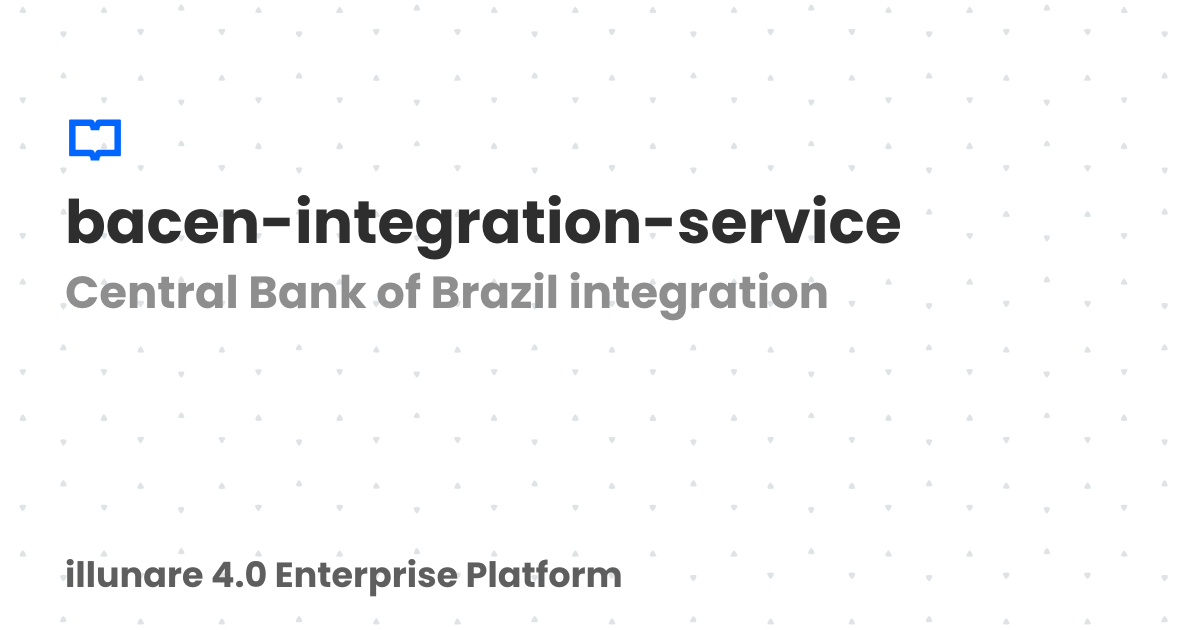 bacen-integration-service
Central Bank of Brazil integration
illunare 4.0 Enterprise Platform